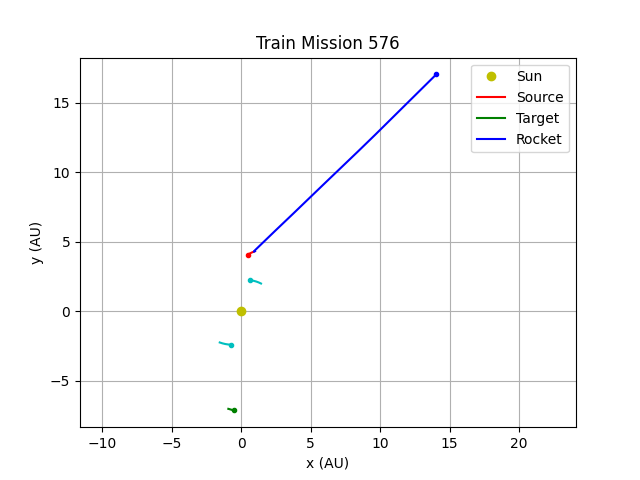 Train Mission 576
Sun
Source
Target
Rocket
15
10
5
0
−5
y (AU)
−10
−5
0
5
10
15
20
x (AU)